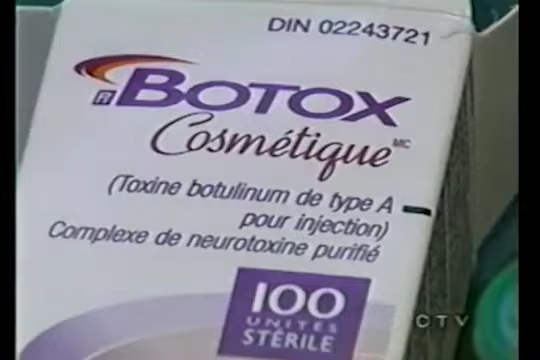 DIN 02243721
BOTOX
Cosmétique MC
(Toxine botulinum de type A
pour injection)
Complexe de neurotoxine purifié
100
UNITÉS
STÉRILE
CTV